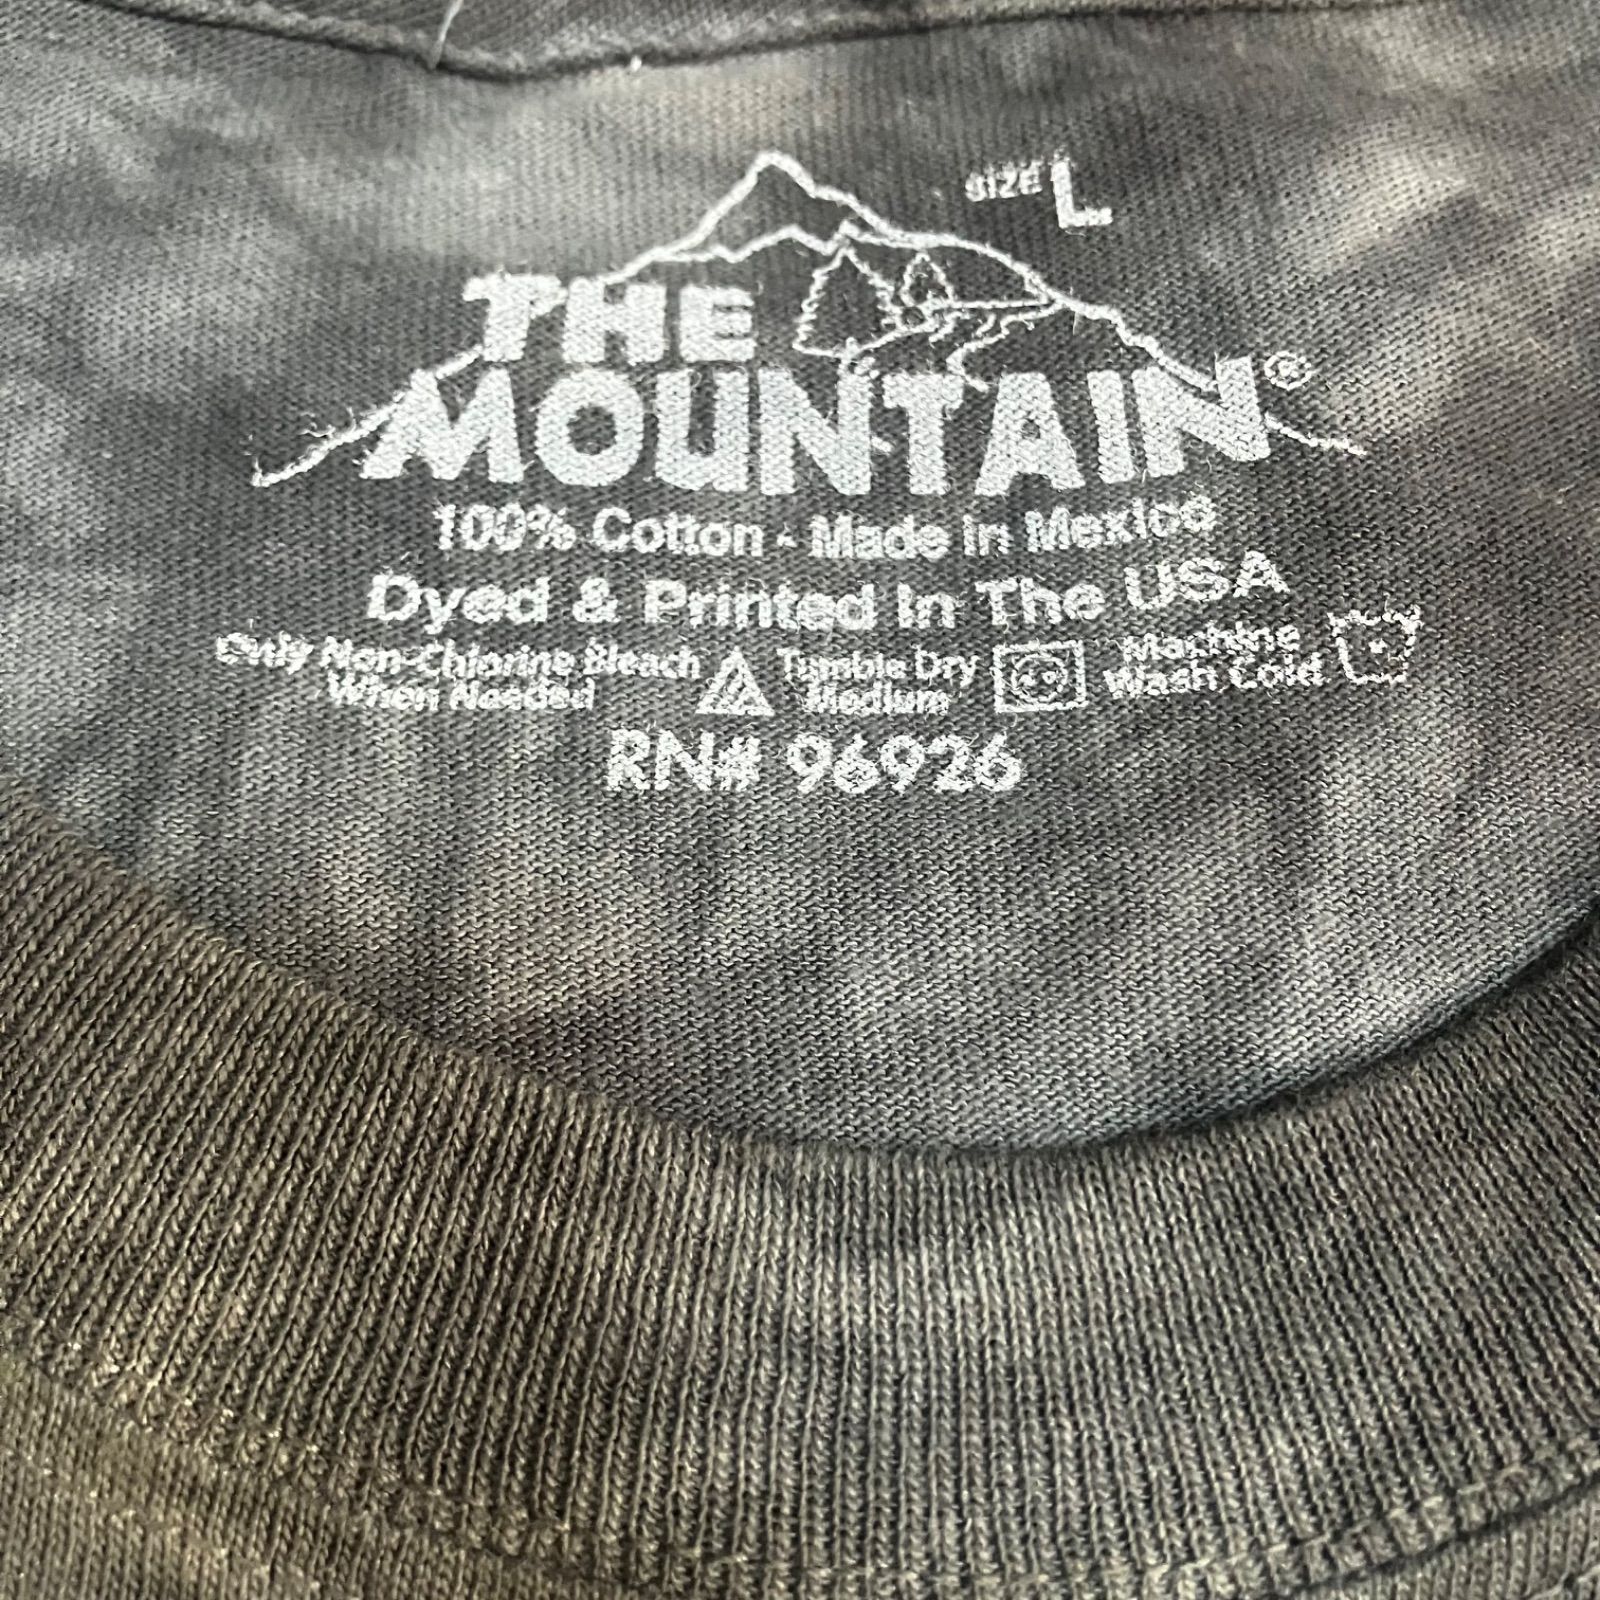 SIZE L
THE
MOUNTAIN®
100% Cotton - Made in Mexico
Dyed & Printed In The USA
Only Non-Chlorine Bleach
When Needed
Tumble Dry
Medium
Machine
Wash Cold
RN# 96926